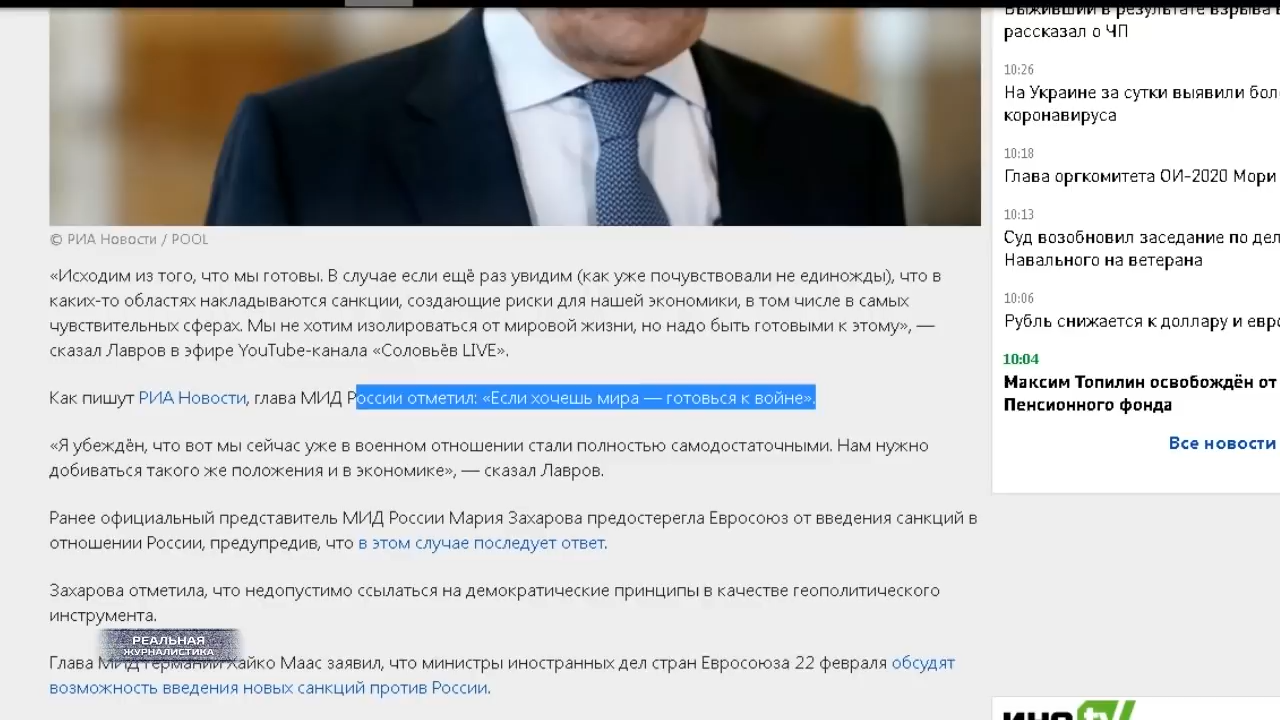 © РИА Новости / POOL
«Исходим из того, что мы готовы. В случае если ещё раз увидим (как уже почувствовали не единожды), что в
каких-то областях накладываются санкции, создающие риски для нашей экономики, в том числе в самых
чувствительных сферах. Мы не хотим изолироваться от мировой жизни, но надо быть готовыми к этому», —
сказал Лавров в эфире YouTube-канала «Соловьёв LIVE».
Как пишут РИА Новости, глава МИД России отметил: «Если хочешь мира — готовься к войне».
«Я убеждён, что вот мы сейчас уже в военном отношении стали полностью самодостаточными. Нам нужно
добиваться такого же положения и в экономике», — сказал Лавров.
Ранее официальный представитель МИД России Мария Захарова предостерегла Евросоюз от введения санкций в
отношении России, предупредив, что в этом случае последует ответ.
Захарова отметила, что недопустимо ссылаться на демократические принципы в качестве геополитического
инструмента.
РЕАЛЬНАЯ
ЖУРНАЛИСТИКА
Глава МИД Германии Хайко Маас заявил, что министры иностранных дел стран Евросоюза 22 февраля обсудят
возможность введения новых санкций против России.
Выживший в результате взрыва в
рассказал о ЧП
10:26
На Украине за сутки выявили
коронавируса
10:18
Глава оргкомитета ОИ-2020 Мори
10:13
Суд возобновил заседание по
Навального на ветерана
10:06
Рубль снижается к доллару и
10:04
Максим Топилин освобождён от
Пенсионного фонда
Все новости
ино tv